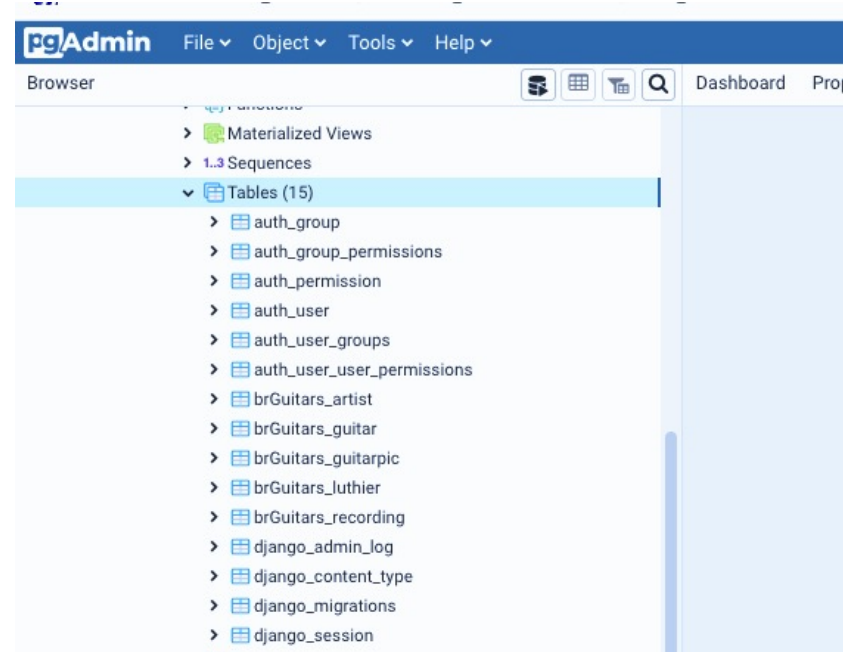 pgAdmin File Object Tools Help
Browser Dashboard
Functions
Materialized Views
1..3 Sequences
Tables (15)
auth_group
auth_group_permissions
auth_permission
auth_user
auth_user_groups
auth_user_user_permissions
brGuitars_artist
brGuitars_guitar
brGuitars_guitarpic
brGuitars_luthier
brGuitars_recording
django_admin_log
django_content_type
django_migrations
django_session